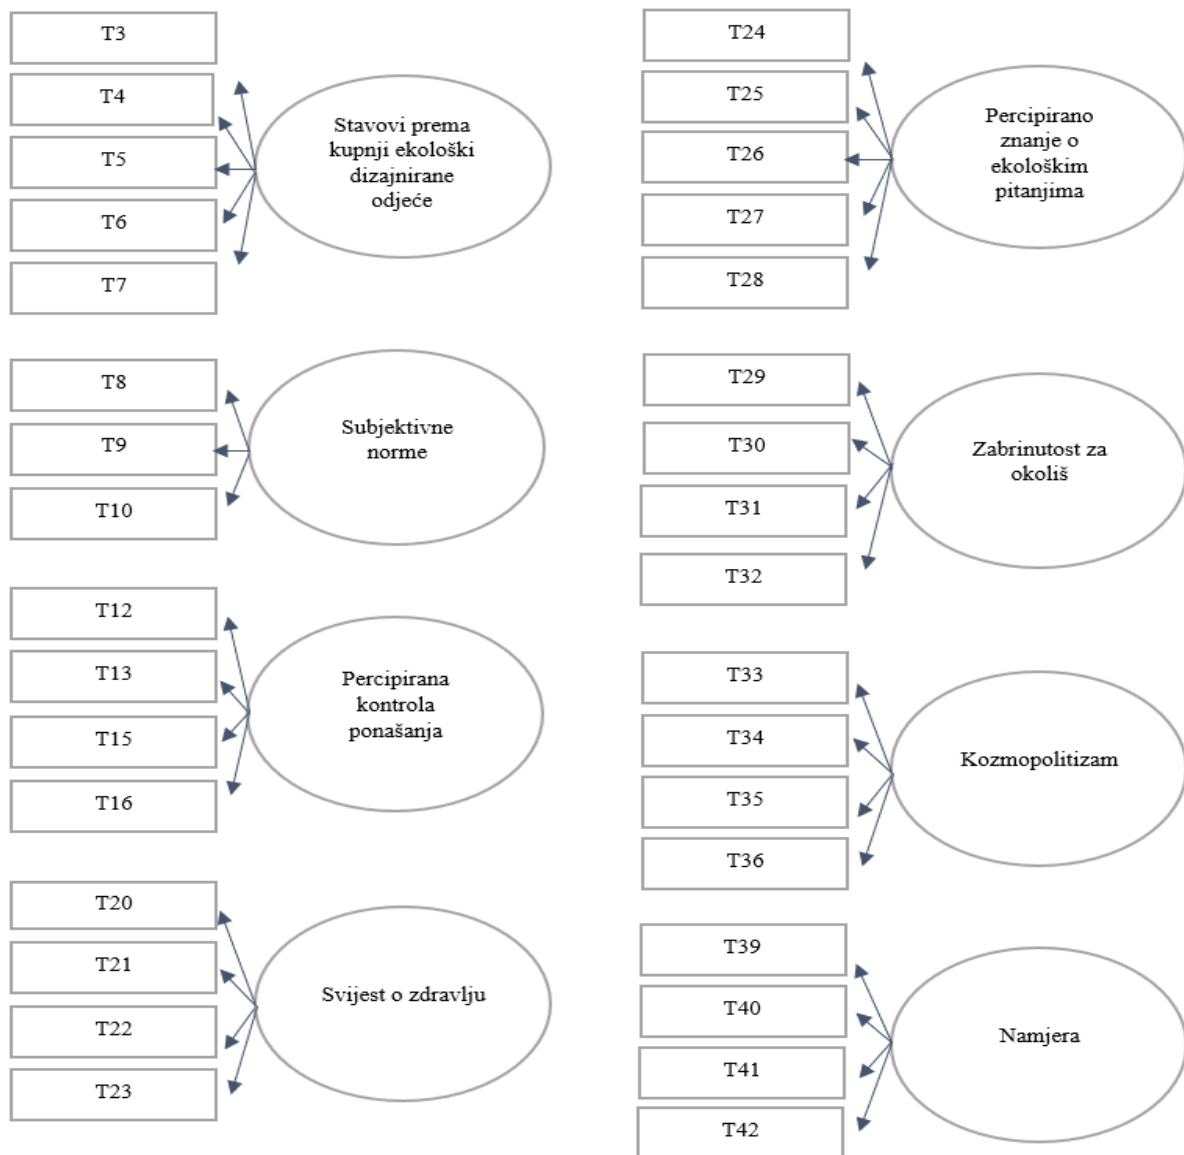 T3
T4
T5
T6
T7
Stavovi prema
kupnji ekološki
dizajnirane
odjeće
T8
T9
T10
Subjektivne
norme
T12
T13
T15
T16
Percipirana
kontrola
ponašanja
T20
T21
T22
T23
Svijest o zdravlju
T24
T25
T26
T27
T28
Percipirano
znanje o
ekološkim
pitanjima
T29
T30
T31
T32
Zabrinutost za
okoliš
T33
T34
T35
T36
Kozmopolitizam
T39
T40
T41
T42
Namjera